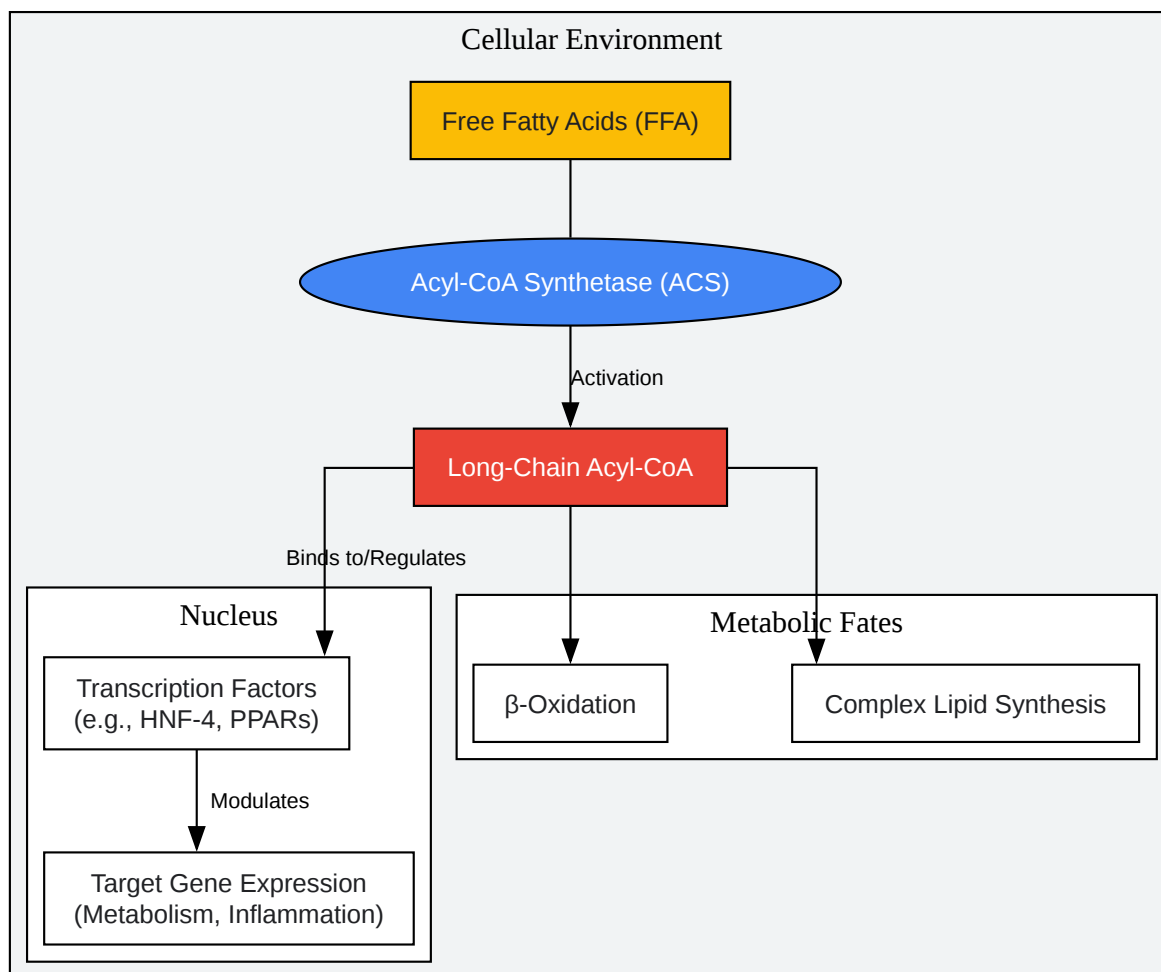 Cellular Environment
Free Fatty Acids (FFA)
Acyl-CoA Synthetase (ACS)
Activation
Long-Chain Acyl-CoA
Binds to/Regulates
Nucleus
Transcription Factors
(e.g., HNF-4, PPARs)
Modulates
Target Gene Expression
(Metabolism, Inflammation)
Metabolic Fates
β-Oxidation
Complex Lipid Synthesis